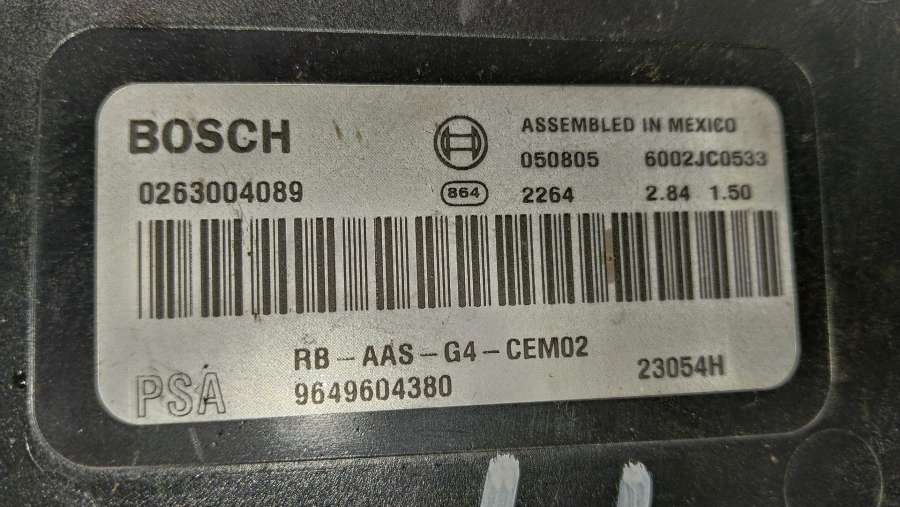 BOSCH
ASSEMBLED IN MEXICO
050805 6002JC0533
0263004089
864 2264 2.84 1.50
RB-AAS-G4-CEM02
PSA 9649604380
23054H